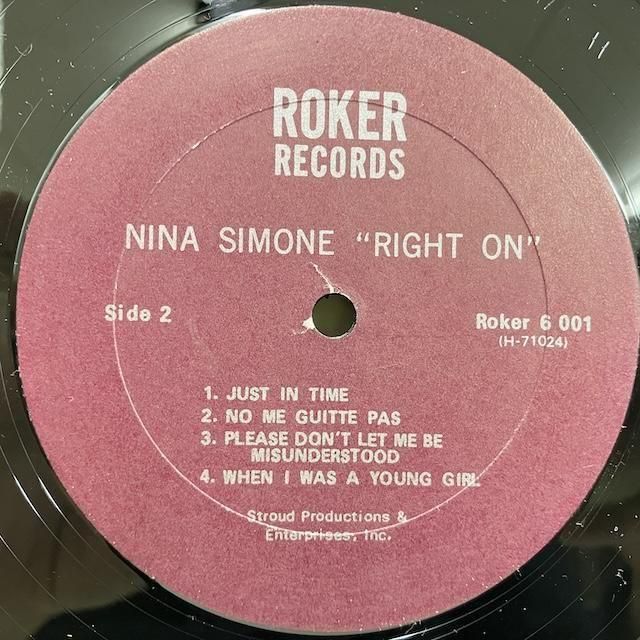 ROKER
RECORDS
NINA SIMONE "RIGHT ON"
Side 2
Roker 6 001
(H-71024)
1. JUST IN TIME
2. NO ME GUITTE PAS
3. PLEASE DON'T LET ME BE
MISUNDERSTOOD
4. WHEN I WAS A YOUNG GIRL
Stroud Productions &
Enterprises, Inc.